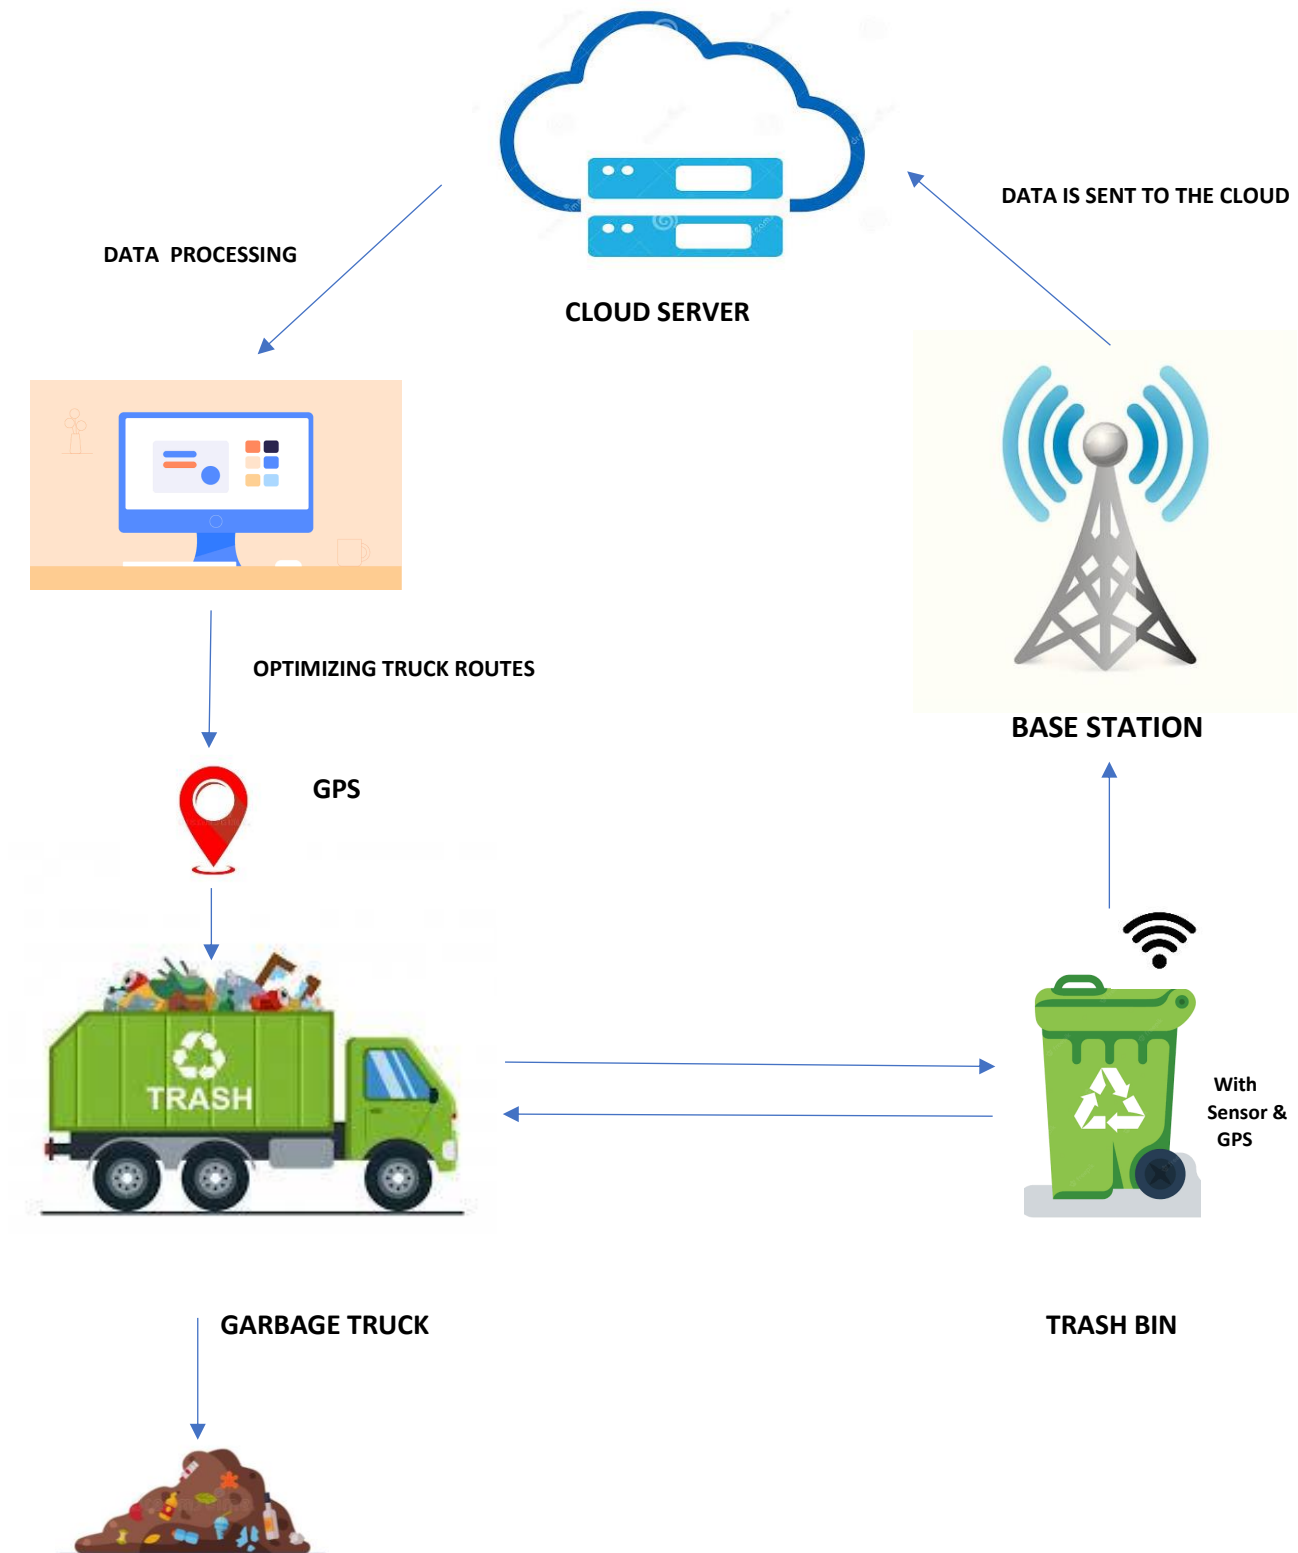 DATA IS SENT TO THE CLOUD
DATA PROCESSING
CLOUD SERVER
OPTIMIZING TRUCK ROUTES
BASE STATION
GPS
TRASH
With
Sensor &
GPS
GARBAGE TRUCK
TRASH BIN